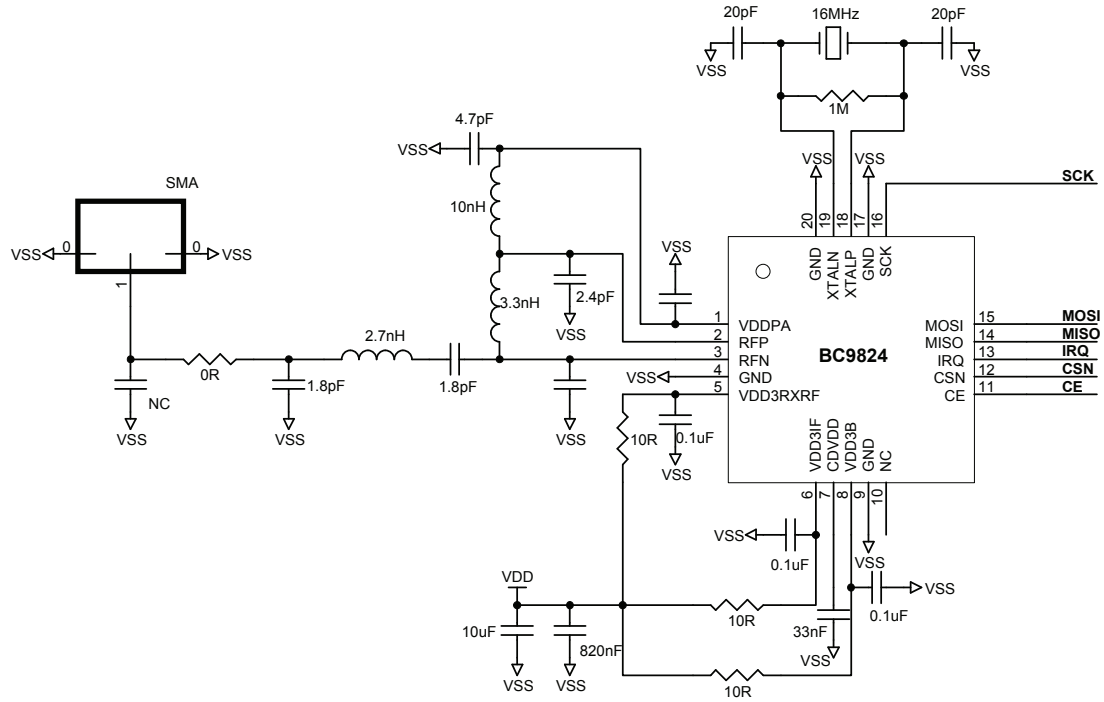 20pF 16MHz 20pF
VSS VSS
1M
4.7pF
VSS
VSS VSS
SCK
SMA
10nH
20 19 18 17 16
VSS 0 0 VSS
VSS
GND XTALN XTALP GND SCK
1
3.3nH 2.4pF
VSS
1 VDDPA MOSI 15 MOSI
2 RFP MISO 14 MISO
2.7nH
3 RFN BC9824 IRQ 13 IRQ
VSS 4 GND CSN 12 CSN
0R 1.8pF 1.8pF
5 VDD3RXRF CE 11 CE
NC
VSS VSS VSS
10R 0.1uF
VSS
VDD3IF CDVDD VDD3B GND NC
6 7 8 9 10
VSS
0.1uF VSS
VDD
VSS
0.1uF
10R
10uF 33nF
820nF
VSS
VSS VSS
10R